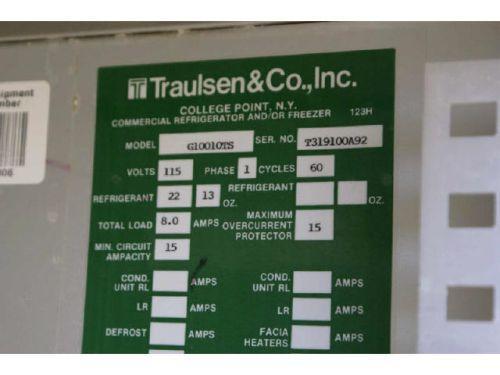 Traulsen&Co.,Inc.
COLLEGE POINT, N.Y.
COMMERCIAL REFRIGERATOR AND/OR FREEZER 123H
MODEL G10010TS SER. NO. T319100A92
VOLTS 115 PHASE 1 CYCLES 60
REFRIGERANT 22 13 OZ. REFRIGERANT OZ.
TOTAL LOAD 8.0 AMPS MAXIMUM OVERCURRENT PROTECTOR 15
MIN. CIRCUIT AMPACITY 15
COND. UNIT RL AMPS COND. UNIT RL AMPS
LR AMPS LR AMPS
DEFROST AMPS FACIA HEATERS AMPS